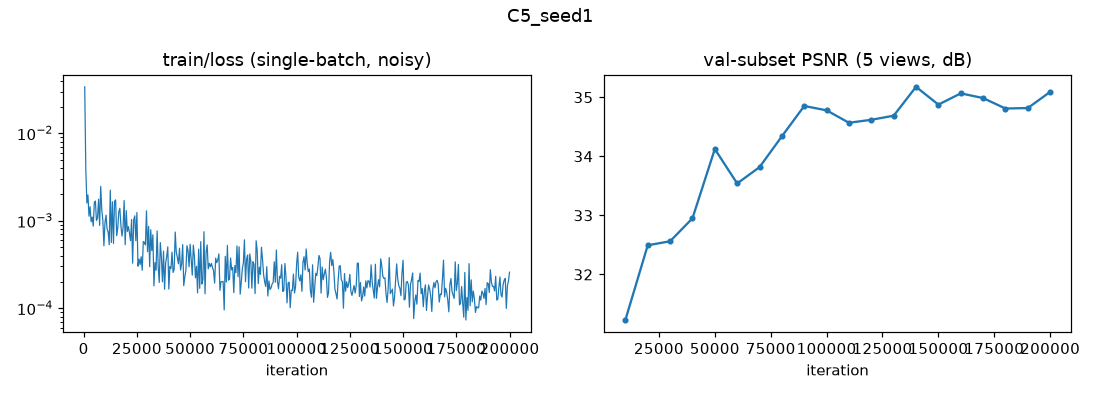 C5_seed1
train/loss (single-batch, noisy)
val-subset PSNR (5 views, dB)
10⁻²
10⁻³
10⁻⁴
0 25000 50000 75000 100000 125000 150000 175000 200000
iteration
35
34
33
32
25000 50000 75000 100000 125000 150000 175000 200000
iteration